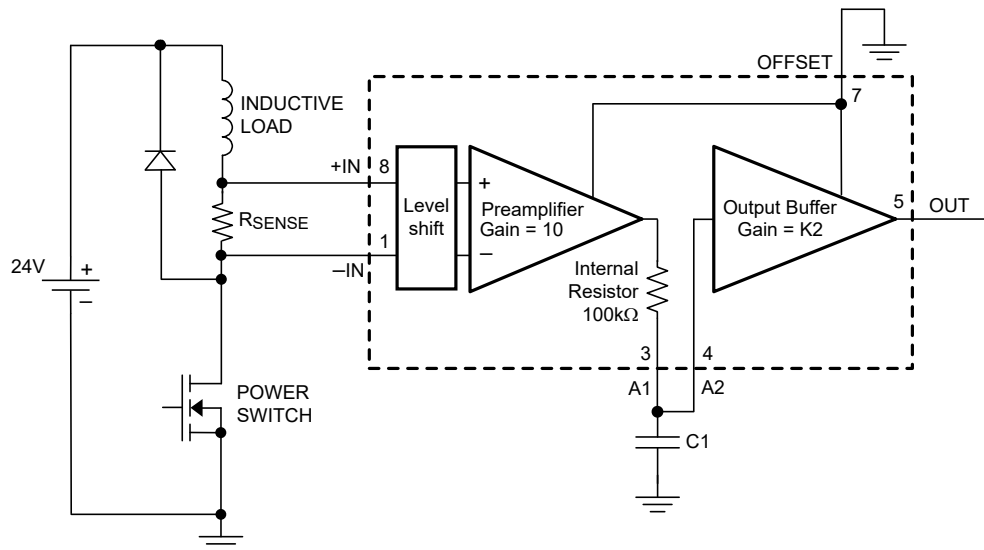 OFFSET
7
INDUCTIVE
LOAD
+IN
8
RSENSE
1
–IN
Level
shift
+
–
Preamplifier
Gain = 10
Output Buffer
Gain = K2
5
OUT
24V
+
–
Internal
Resistor
100kΩ
3
4
A1
A2
POWER
SWITCH
C1